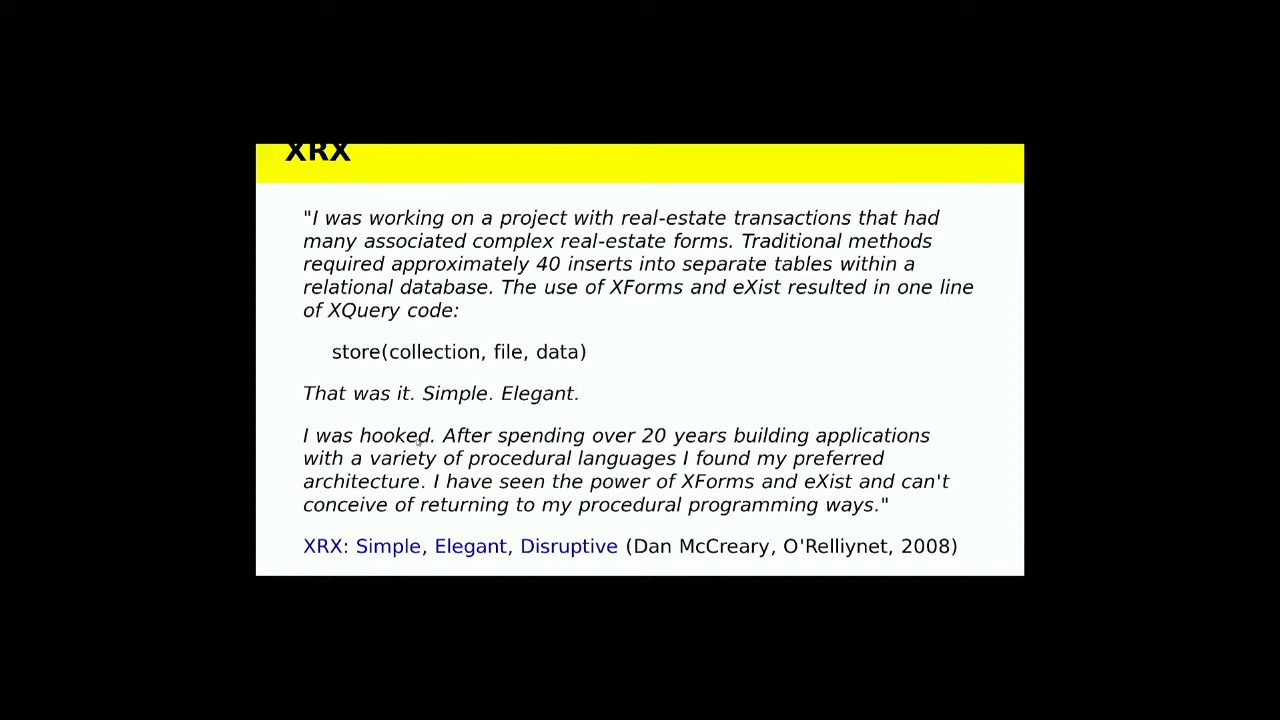 XRX
"I was working on a project with real-estate transactions that had
many associated complex real-estate forms. Traditional methods
required approximately 40 inserts into separate tables within a
relational database. The use of XForms and eXist resulted in one line
of XQuery code:
store(collection, file, data)
That was it. Simple. Elegant.
I was hooked. After spending over 20 years building applications
with a variety of procedural languages I found my preferred
architecture. I have seen the power of XForms and eXist and can't
conceive of returning to my procedural programming ways."
XRX: Simple, Elegant, Disruptive (Dan McCreary, O'Relliynet, 2008)